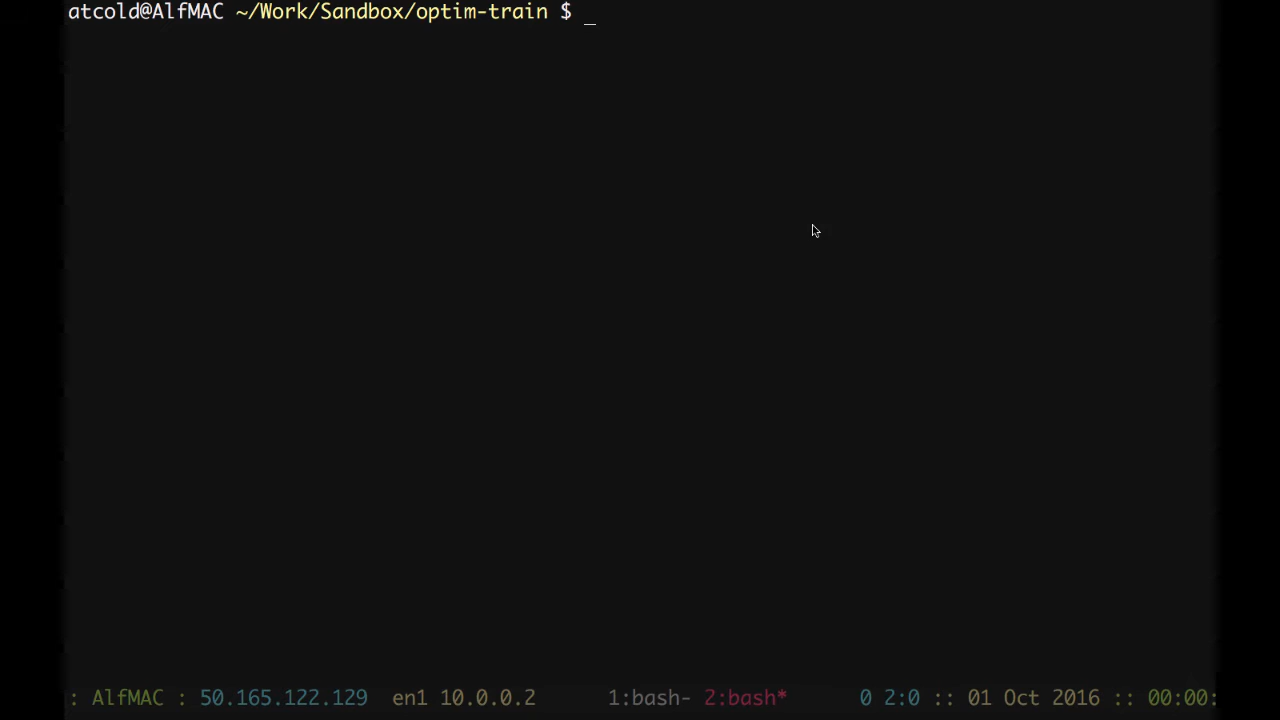 atcold@AlfMAC ~/Work/Sandbox/optim-train $ _
: AlfMAC : 50.165.122.129 en1 10.0.0.2 1:bash- 2:bash* 0 2:0 :: 01 Oct 2016 :: 00:00: